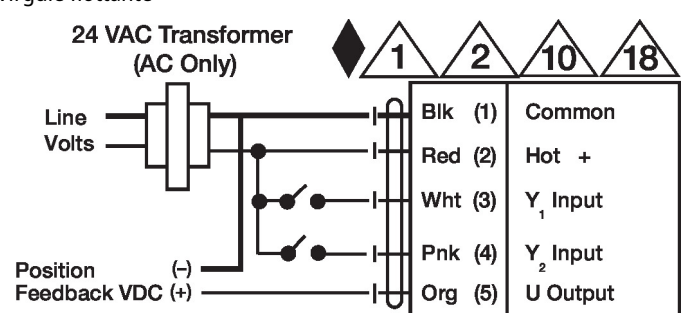 24 VAC Transformer
(AC Only)
1 2 10 18
Line
Volts
Blk (1) Common
Red (2) Hot +
Wht (3) Y1 Input
Pnk (4) Y2 Input
Position (–)
Feedback VDC (+)
Org (5) U Output